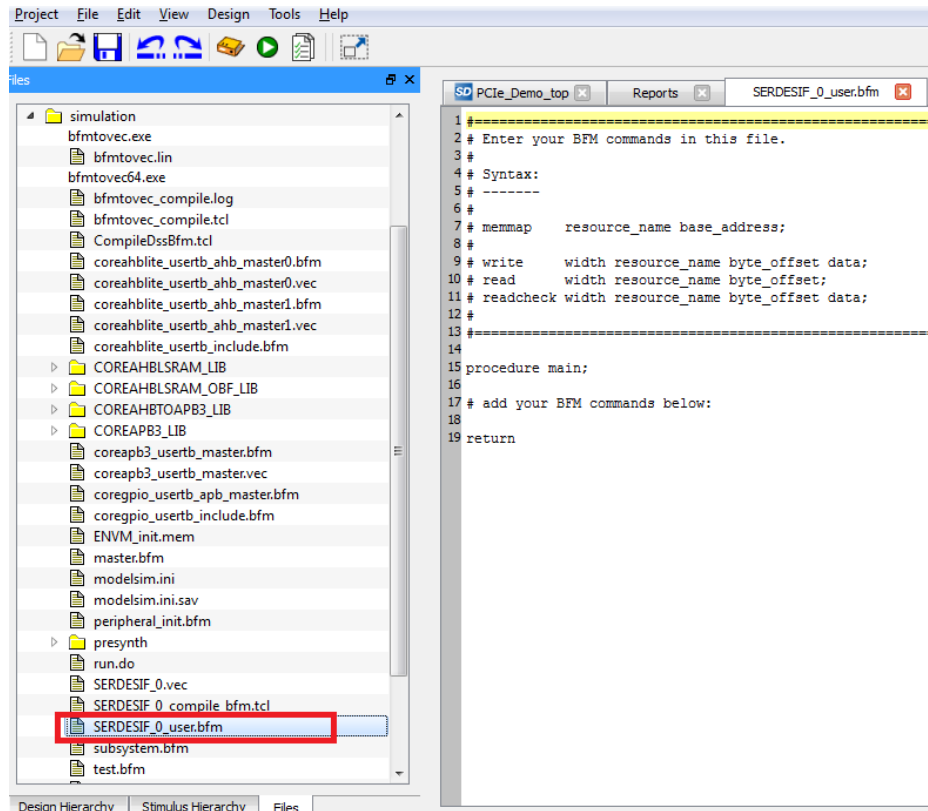 Project File Edit View Design Tools Help
Files
simulation
bfmtovec.exe
bfmtovec.lin
bfmtovec64.exe
bfmtovec_compile.log
bfmtovec_compile.tcl
CompileDssBfm.tcl
coreahblite_usertb_ahb_master0.bfm
coreahblite_usertb_ahb_master0.vec
coreahblite_usertb_ahb_master1.bfm
coreahblite_usertb_ahb_master1.vec
coreahblite_usertb_include.bfm
COREAHBLSRAM_LIB
COREAHBLSRAM_OBF_LIB
COREAHBTOAPB3_LIB
COREAPB3_LIB
coreapb3_usertb_master.bfm
coreapb3_usertb_master.vec
coregpio_usertb_apb_master.bfm
coregpio_usertb_include.bfm
ENVM_init.mem
master.bfm
modelsim.ini
modelsim.ini.sav
peripheral_init.bfm
presynth
run.do
SERDESIF_0.vec
SERDESIF_0_compile_bfm.tcl
SERDESIF_0_user.bfm
subsystem.bfm
test.bfm
Design Hierarchy Stimulus Hierarchy Files
SD PCIe_Demo_top Reports SERDESIF_0_user.bfm
1 #=======================================================
2 # Enter your BFM commands in this file.
3 #
4 # Syntax:
5 # -------
6 #
7 # memmap resource_name base_address;
8 #
9 # write width resource_name byte_offset data;
10 # read width resource_name byte_offset;
11 # readcheck width resource_name byte_offset data;
12 #
13 #=======================================================
14
15 procedure main;
16
17 # add your BFM commands below:
18
19 return